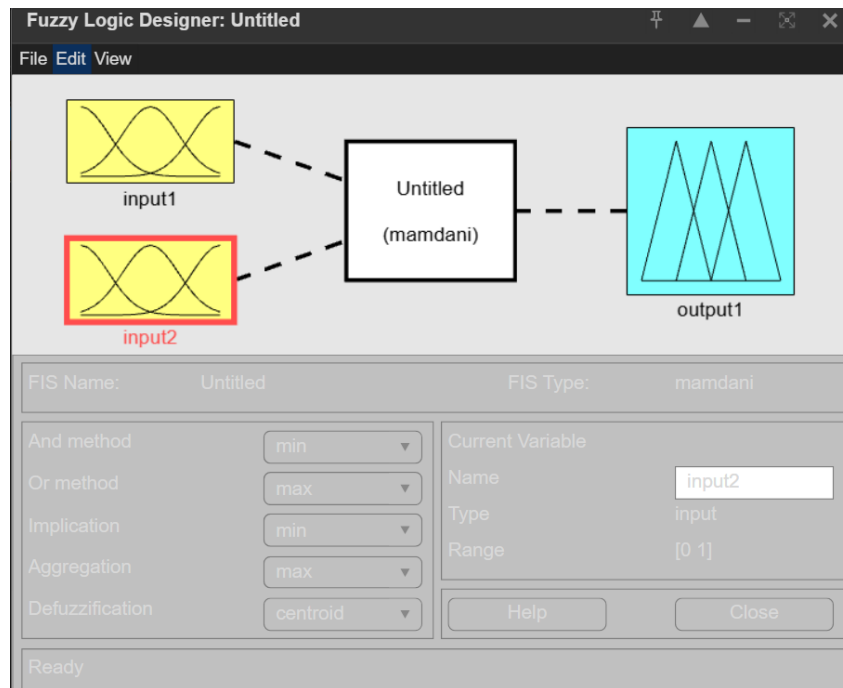 Fuzzy Logic Designer: Untitled
File Edit View
input1
Untitled
(mamdani)
output1
input2
FIS Name: Untitled FIS Type: mamdani
And method min
Or method max
Implication min
Aggregation max
Defuzzification centroid
Current Variable
Name input2
Type input
Range [0 1]
Help Close
Ready